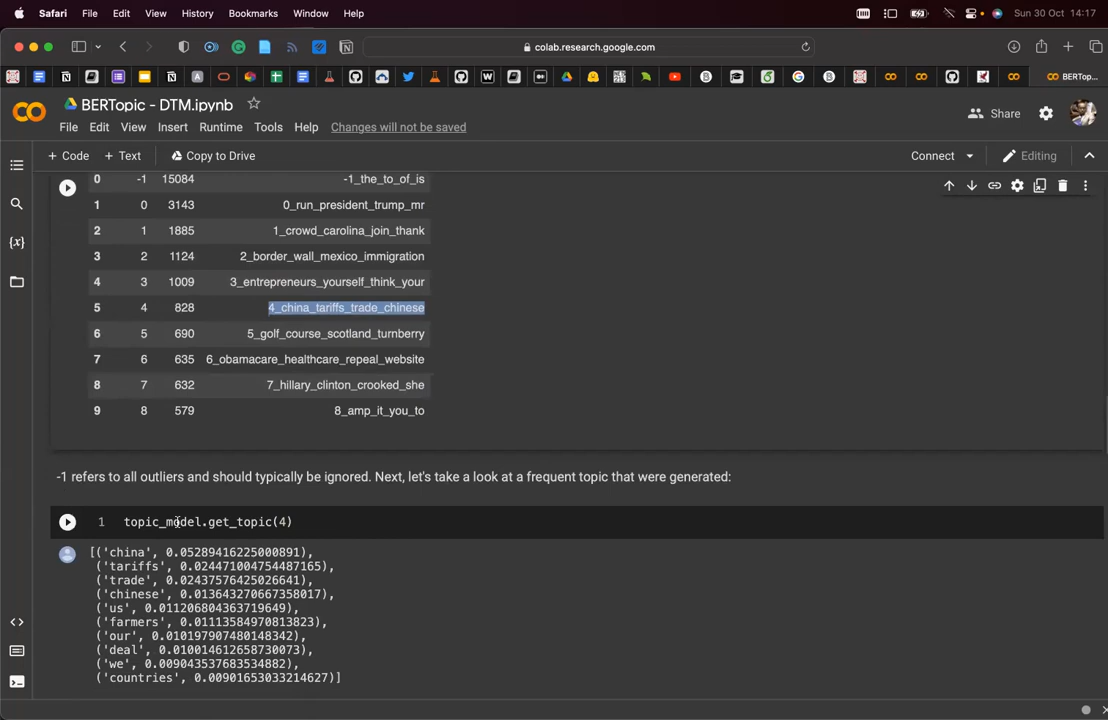 Safari File Edit View History Bookmarks Window Help Sun 30 Oct 14:17
colab.research.google.com
BERTop...
BERTopic - DTM.ipynb
Share
File Edit View Insert Runtime Tools Help Changes will not be saved
+ Code + Text Copy to Drive Connect Editing
0 -1 15084 -1_the_to_of_is
1 0 3143 0_run_president_trump_mr
2 1 1885 1_crowd_carolina_join_thank
3 2 1124 2_border_wall_mexico_immigration
4 3 1009 3_entrepreneurs_yourself_think_your
5 4 828 4_china_tariffs_trade_chinese
6 5 690 5_golf_course_scotland_turnberry
7 6 635 6_obamacare_healthcare_repeal_website
8 7 632 7_hillary_clinton_crooked_she
9 8 579 8_amp_it_you_to
-1 refers to all outliers and should typically be ignored. Next, let's take a look at a frequent topic that were generated:
1 topic_model.get_topic(4)
[('china', 0.05289416225000891),
('tariffs', 0.024471004754487165),
('trade', 0.02437576425026641),
('chinese', 0.013643270667358017),
('us', 0.011206804363719649),
('farmers', 0.01113584970813823),
('our', 0.010197907480148342),
('deal', 0.010014612658730073),
('we', 0.009043537683534882),
('countries', 0.00901653033214627)]